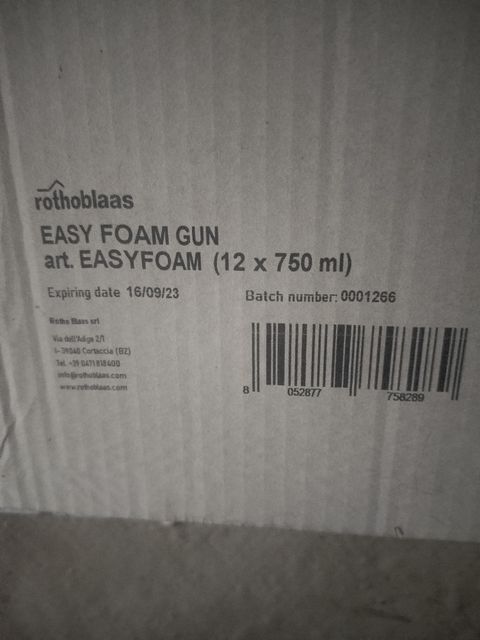 rothoblaas
EASY FOAM GUN
art. EASYFOAM (12 x 750 ml)
Expiring date 16/09/23
Batch number: 0001266
Rotho Blaas srl
Via dell'Adige 2/1
I-39040 Cortaccia (BZ)
Tel. +39 0471 818400
info@rothoblaas.com
www.rothoblaas.com
8 052877 758289